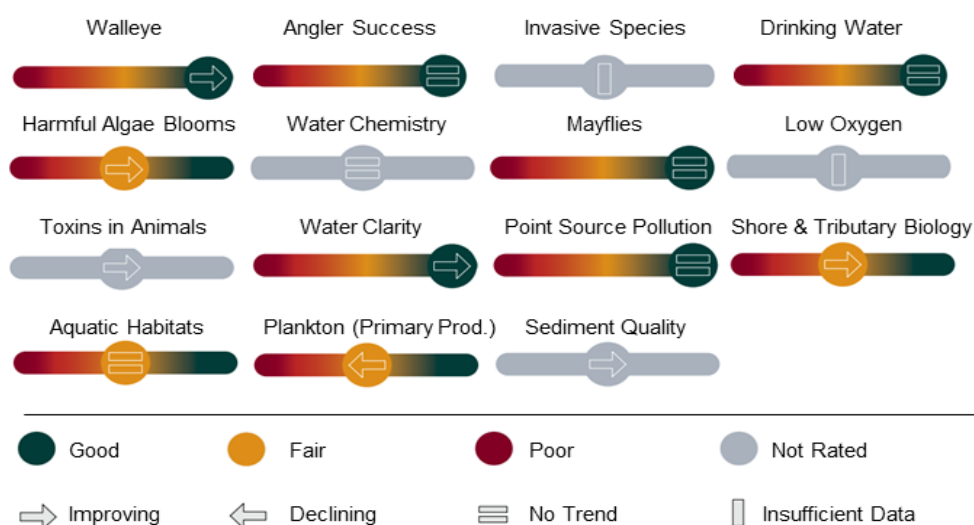 Walleye
Angler Success
Invasive Species
Drinking Water
Harmful Algae Blooms
Water Chemistry
Mayflies
Low Oxygen
Toxins in Animals
Water Clarity
Point Source Pollution
Shore & Tributary Biology
Aquatic Habitats
Plankton (Primary Prod.)
Sediment Quality
Good
Fair
Poor
Not Rated
Improving
Declining
No Trend
Insufficient Data